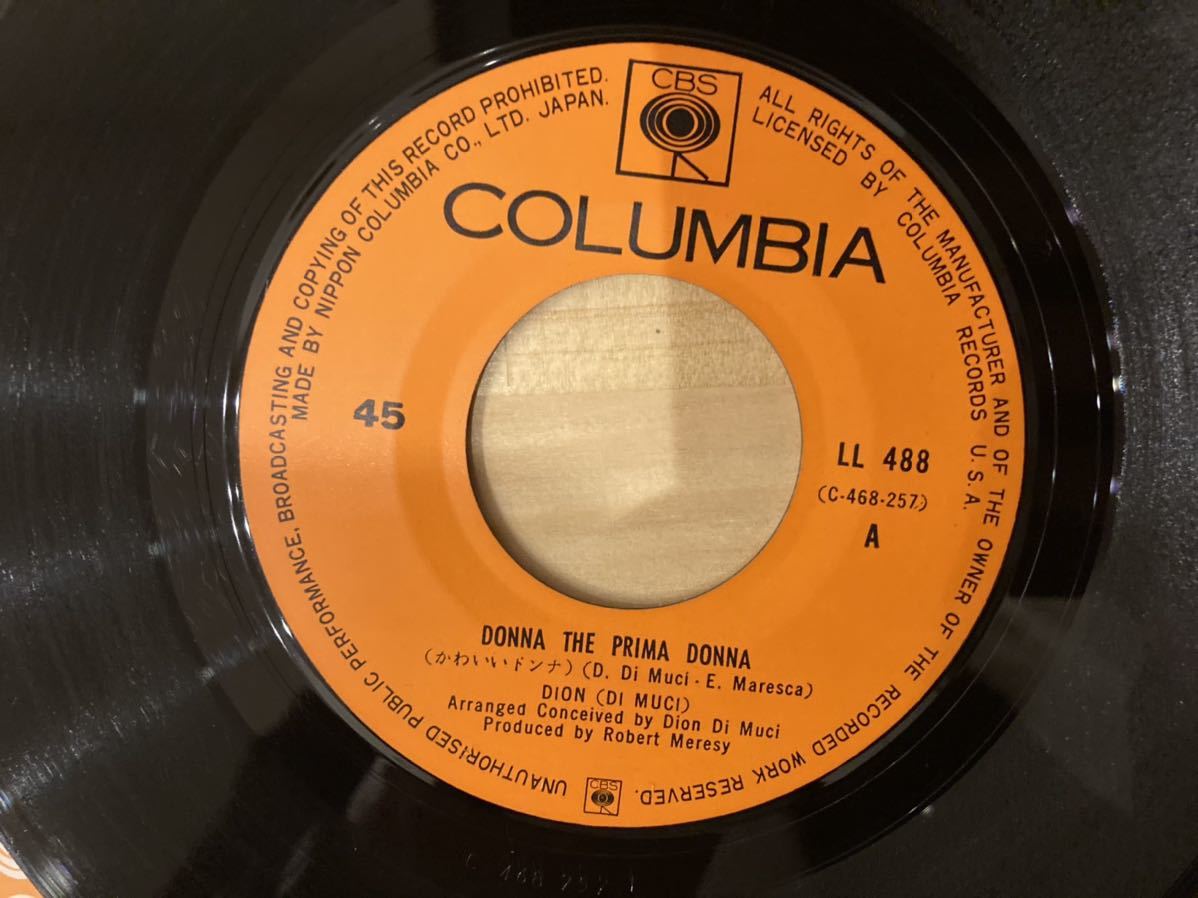 CBS
COLUMBIA
UNAUTHORISED PUBLIC PERFORMANCE, BROADCASTING AND COPYING OF THIS RECORD PROHIBITED.
MADE BY NIPPON COLUMBIA CO., LTD. JAPAN.
ALL RIGHTS OF THE MANUFACTURER AND OF THE OWNER OF THE RECORDED WORK RESERVED.
LICENSED BY COLUMBIA RECORDS U.S.A.
45
LL 488
(C-468-257)
A
DONNA THE PRIMA DONNA
(かわいいドンナ) (D. Di Muci - E. Maresca)
DION (DI MUCI)
Arranged Conceived by Dion Di Muci
Produced by Robert Meresy
CBS